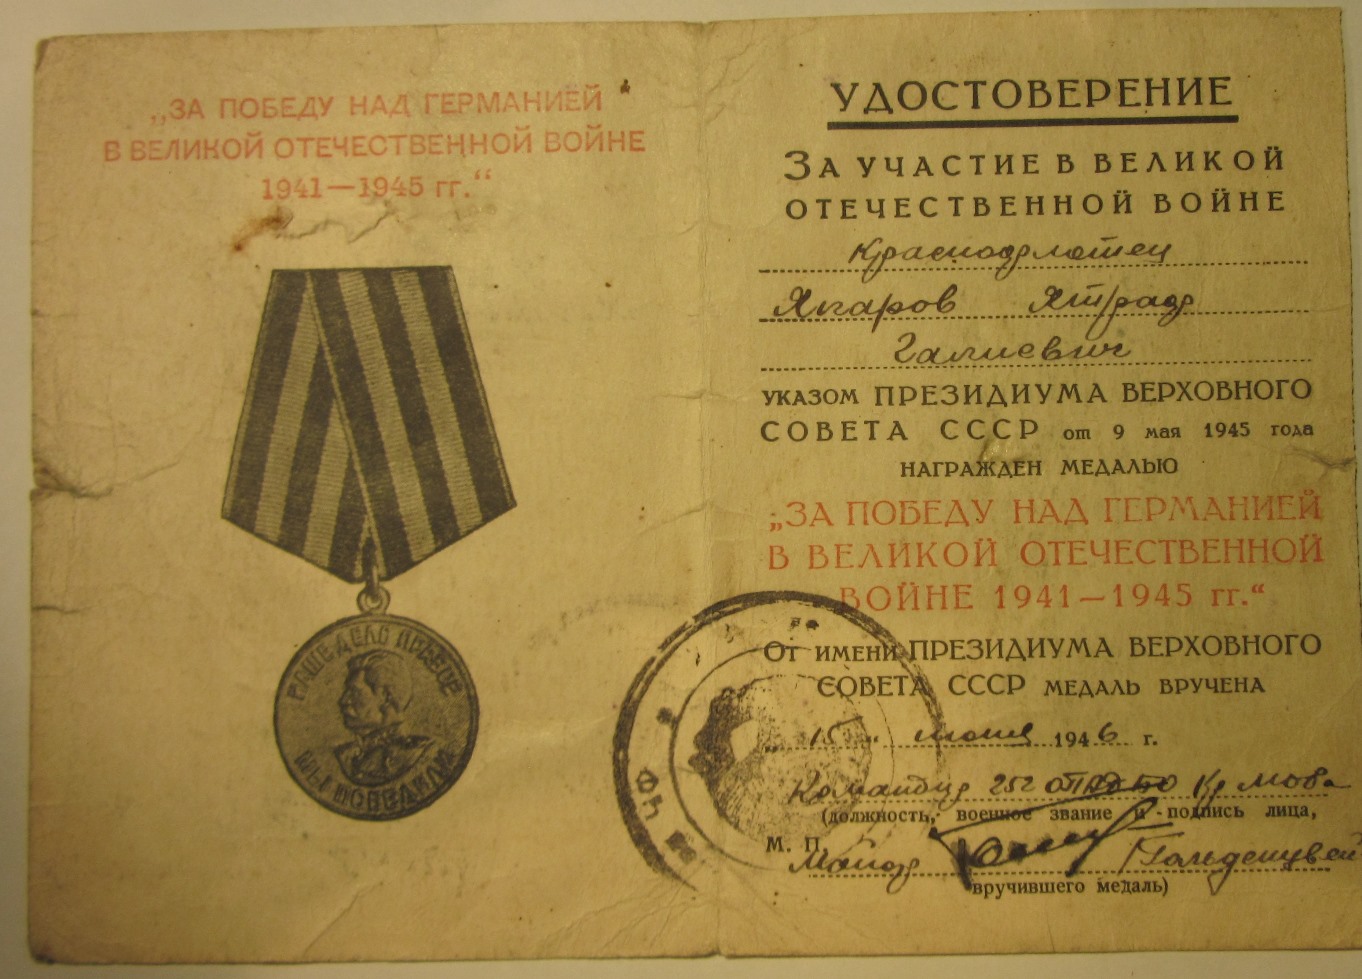 „ЗА ПОБЕДУ НАД ГЕРМАНИЕЙ
В ВЕЛИКОЙ ОТЕЧЕСТВЕННОЙ ВОЙНЕ
1941—1945 гг.“
НАШЕ ДЕЛО ПРАВОЕ
МЫ ПОБЕДИЛИ
УДОСТОВЕРЕНИЕ
ЗА УЧАСТИЕ В ВЕЛИКОЙ
ОТЕЧЕСТВЕННОЙ ВОЙНЕ
Красноармеец
Галиевич
УКАЗОМ ПРЕЗИДИУМА ВЕРХОВНОГО
СОВЕТА СССР от 9 мая 1945 года
НАГРАЖДЕН МЕДАЛЬЮ
„ЗА ПОБЕДУ НАД ГЕРМАНИЕЙ
В ВЕЛИКОЙ ОТЕЧЕСТВЕННОЙ
ВОЙНЕ 1941—1945 гг.“
ОТ ИМЕНИ ПРЕЗИДИУМА ВЕРХОВНОГО
СОВЕТА СССР МЕДАЛЬ ВРУЧЕНА
„15“ 1946 г.
Командир 252
(должность, военное звание и подпись лица,
М. П.
Майор
вручившего медаль)